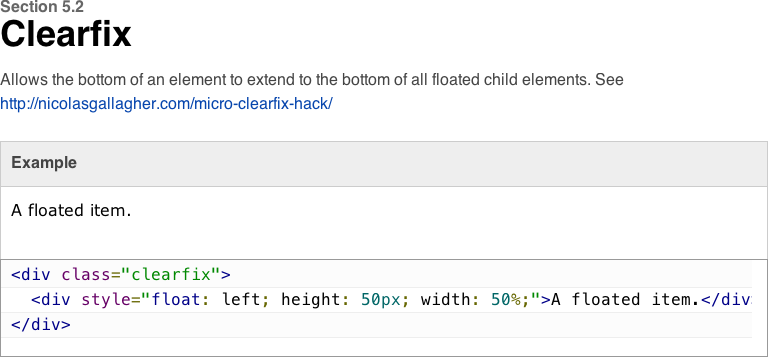 Section 5.2
Clearfix
Allows the bottom of an element to extend to the bottom of all floated child elements. See
http://nicolasgallagher.com/micro-clearfix-hack/
Example
A floated item.
<div class="clearfix">
  <div style="float: left; height: 50px; width: 50%;">A floated item.</div>
</div>